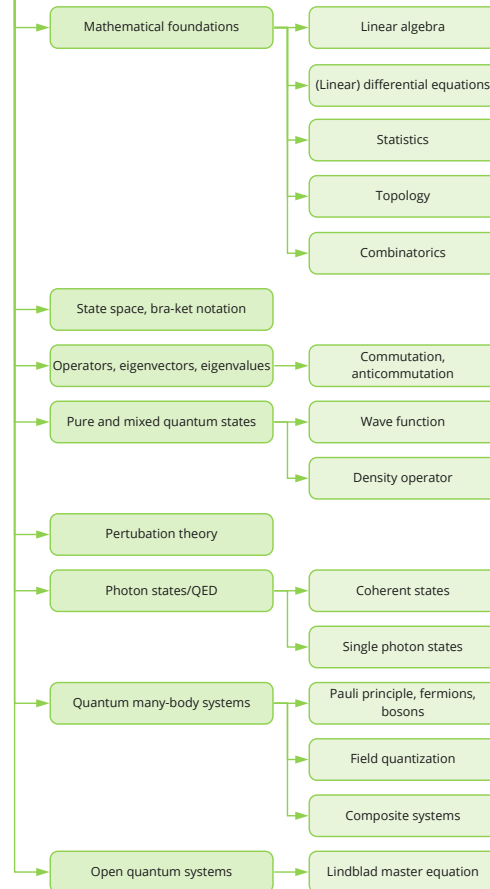 Mathematical foundations
Linear algebra
(Linear) differential equations
Statistics
Topology
Combinatorics
State space, bra-ket notation
Operators, eigenvectors, eigenvalues
Commutation,
anticommutation
Pure and mixed quantum states
Wave function
Density operator
Pertubation theory
Photon states/QED
Coherent states
Single photon states
Quantum many-body systems
Pauli principle, fermions,
bosons
Field quantization
Composite systems
Open quantum systems
Lindblad master equation